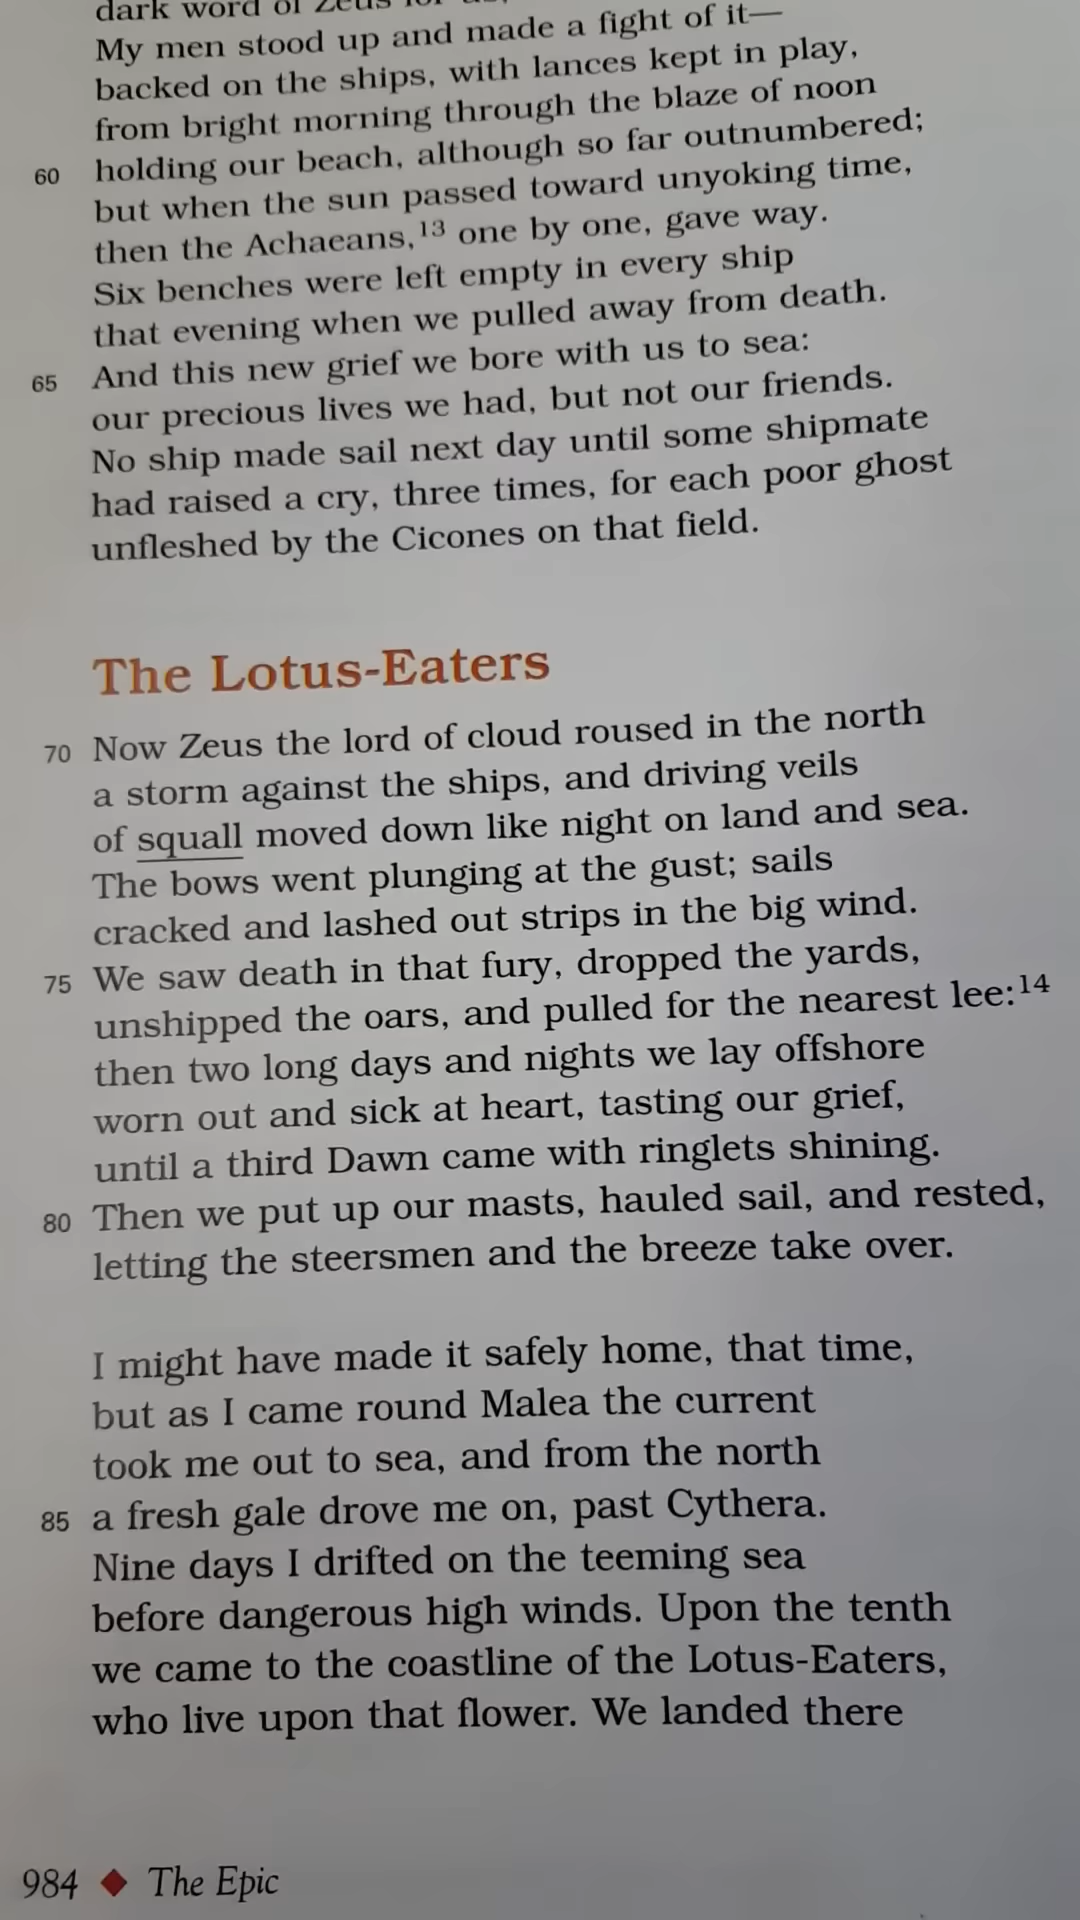 dark word of Zeus for us,
My men stood up and made a fight of it—
backed on the ships, with lances kept in play,
from bright morning through the blaze of noon
60 holding our beach, although so far outnumbered;
but when the sun passed toward unyoking time,
then the Achaeans,13 one by one, gave way.
Six benches were left empty in every ship
that evening when we pulled away from death.
65 And this new grief we bore with us to sea:
our precious lives we had, but not our friends.
No ship made sail next day until some shipmate
had raised a cry, three times, for each poor ghost
unfleshed by the Cicones on that field.
The Lotus-Eaters
70 Now Zeus the lord of cloud roused in the north
a storm against the ships, and driving veils
of squall moved down like night on land and sea.
The bows went plunging at the gust; sails
cracked and lashed out strips in the big wind.
75 We saw death in that fury, dropped the yards,
unshipped the oars, and pulled for the nearest lee:14
then two long days and nights we lay offshore
worn out and sick at heart, tasting our grief,
until a third Dawn came with ringlets shining.
80 Then we put up our masts, hauled sail, and rested,
letting the steersmen and the breeze take over.
I might have made it safely home, that time,
but as I came round Malea the current
took me out to sea, and from the north
85 a fresh gale drove me on, past Cythera.
Nine days I drifted on the teeming sea
before dangerous high winds. Upon the tenth
we came to the coastline of the Lotus-Eaters,
who live upon that flower. We landed there
984 ◆ The Epic